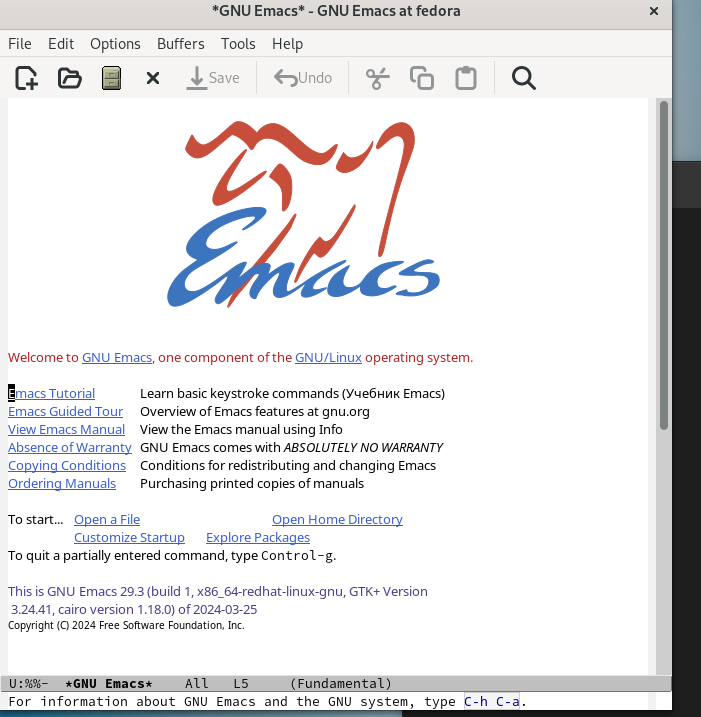 *GNU Emacs* - GNU Emacs at fedora
File Edit Options Buffers Tools Help
Save Undo
Emacs
Welcome to GNU Emacs, one component of the GNU/Linux operating system.
Emacs Tutorial Learn basic keystroke commands (Учебник Emacs)
Emacs Guided Tour Overview of Emacs features at gnu.org
View Emacs Manual View the Emacs manual using Info
Absence of Warranty GNU Emacs comes with ABSOLUTELY NO WARRANTY
Copying Conditions Conditions for redistributing and changing Emacs
Ordering Manuals Purchasing printed copies of manuals
To start... Open a File Open Home Directory
Customize Startup Explore Packages
To quit a partially entered command, type Control-g.
This is GNU Emacs 29.3 (build 1, x86_64-redhat-linux-gnu, GTK+ Version
3.24.41, cairo version 1.18.0) of 2024-03-25
Copyright (C) 2024 Free Software Foundation, Inc.
U:%%- *GNU Emacs* All L5 (Fundamental)
For information about GNU Emacs and the GNU system, type C-h C-a.